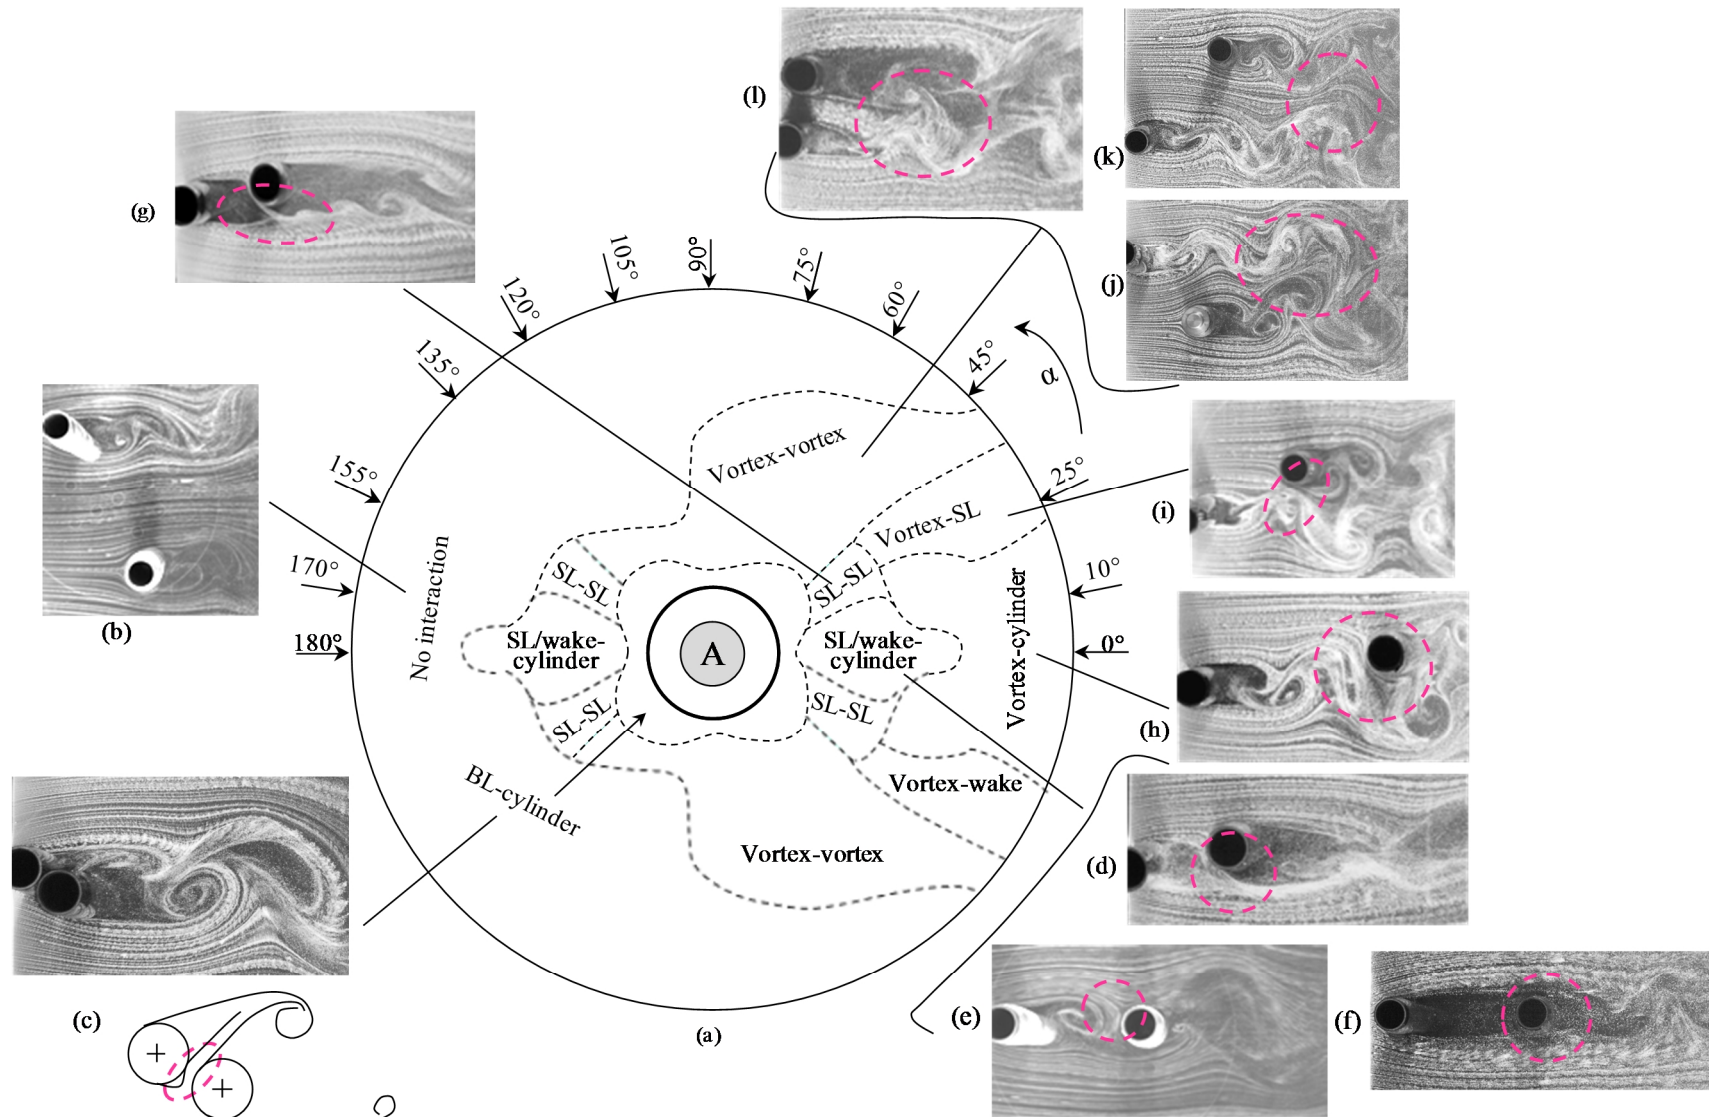 (l)
(k)
(g)
(j)
90°
105°
75°
120°
60°
135°
45°
α
Vortex-vortex
155°
25°
Vortex-SL
(i)
170°
No interaction
SL-SL
SL-SL
10°
(b)
180°
SL/wake-
cylinder
A
SL/wake-
cylinder
Vortex-cylinder
0°
SL-SL
SL-SL
(h)
BL-cylinder
Vortex-wake
Vortex-vortex
(d)
(c)
(a)
(e)
(f)